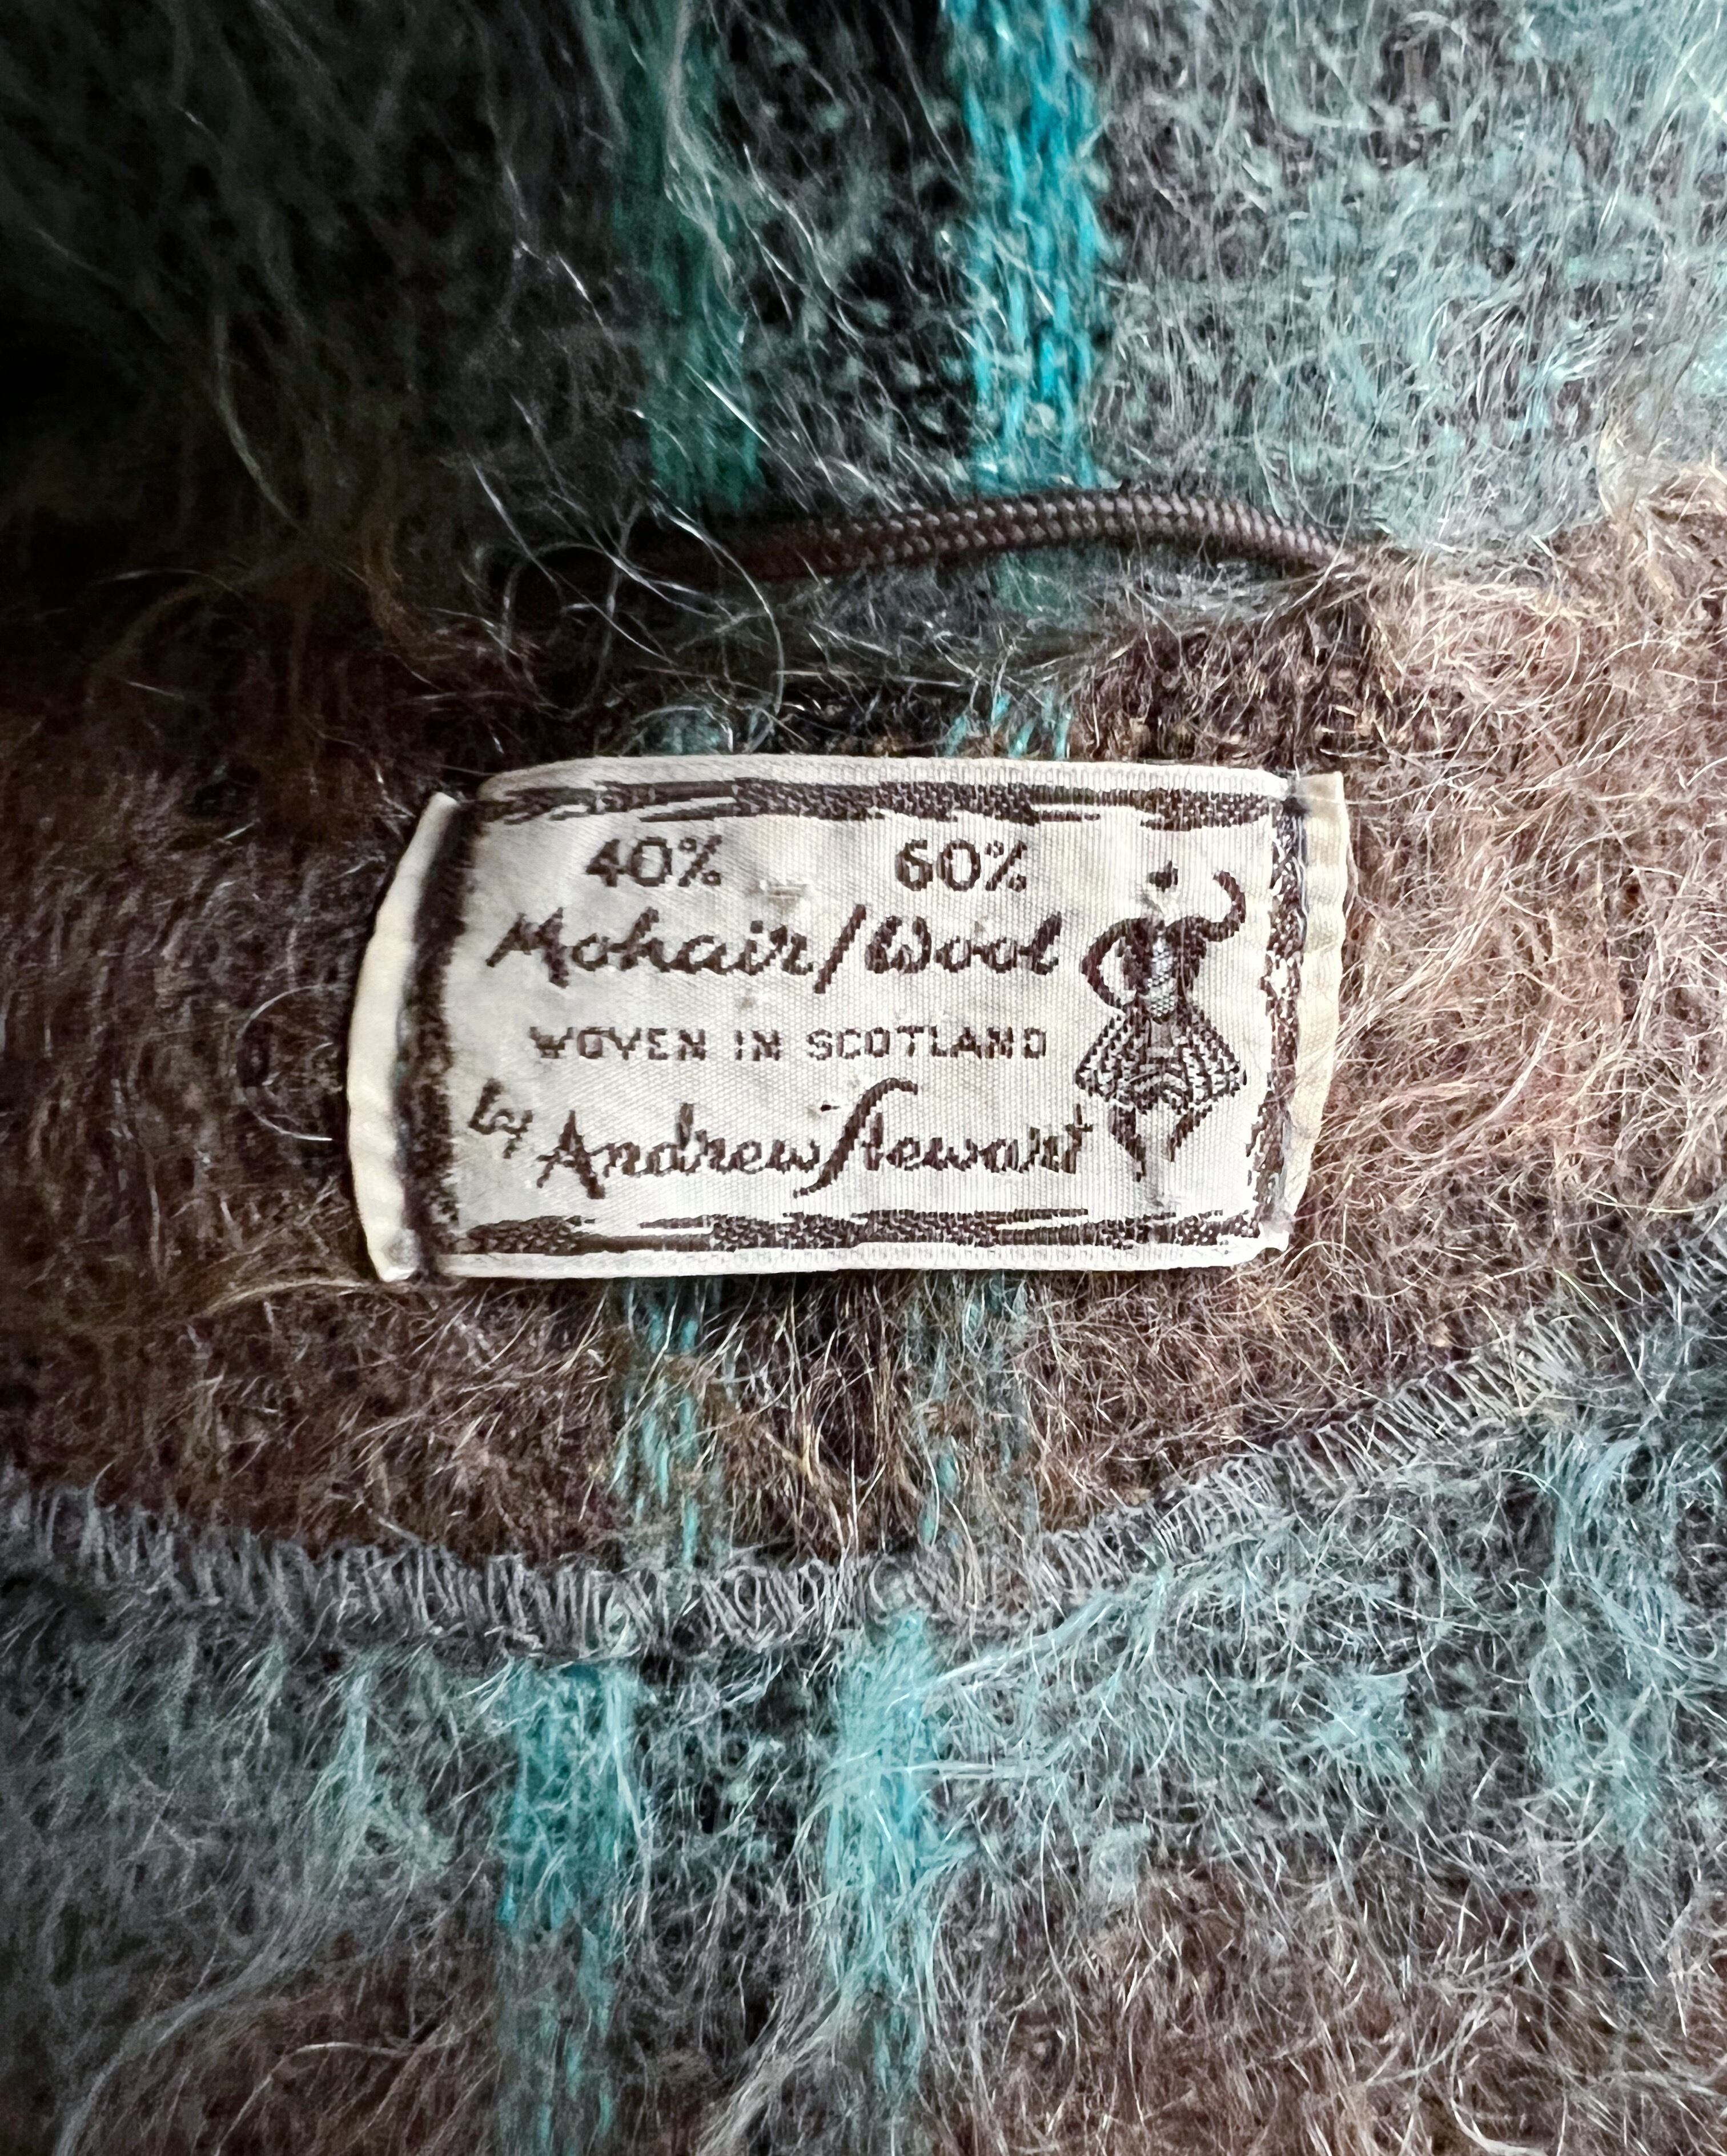 40% 60%
Mohair/Wool
WOVEN IN SCOTLAND
by Andrew Stewart